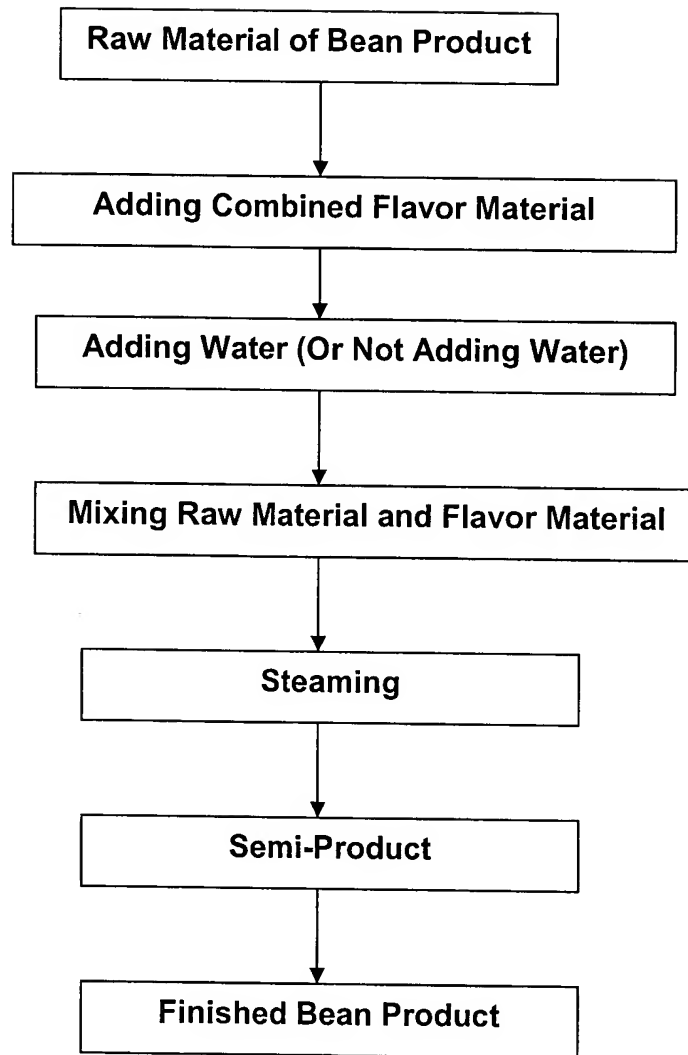 Raw Material of Bean Product
Adding Combined Flavor Material
Adding Water (Or Not Adding Water)
Mixing Raw Material and Flavor Material
Steaming
Semi-Product
Finished Bean Product